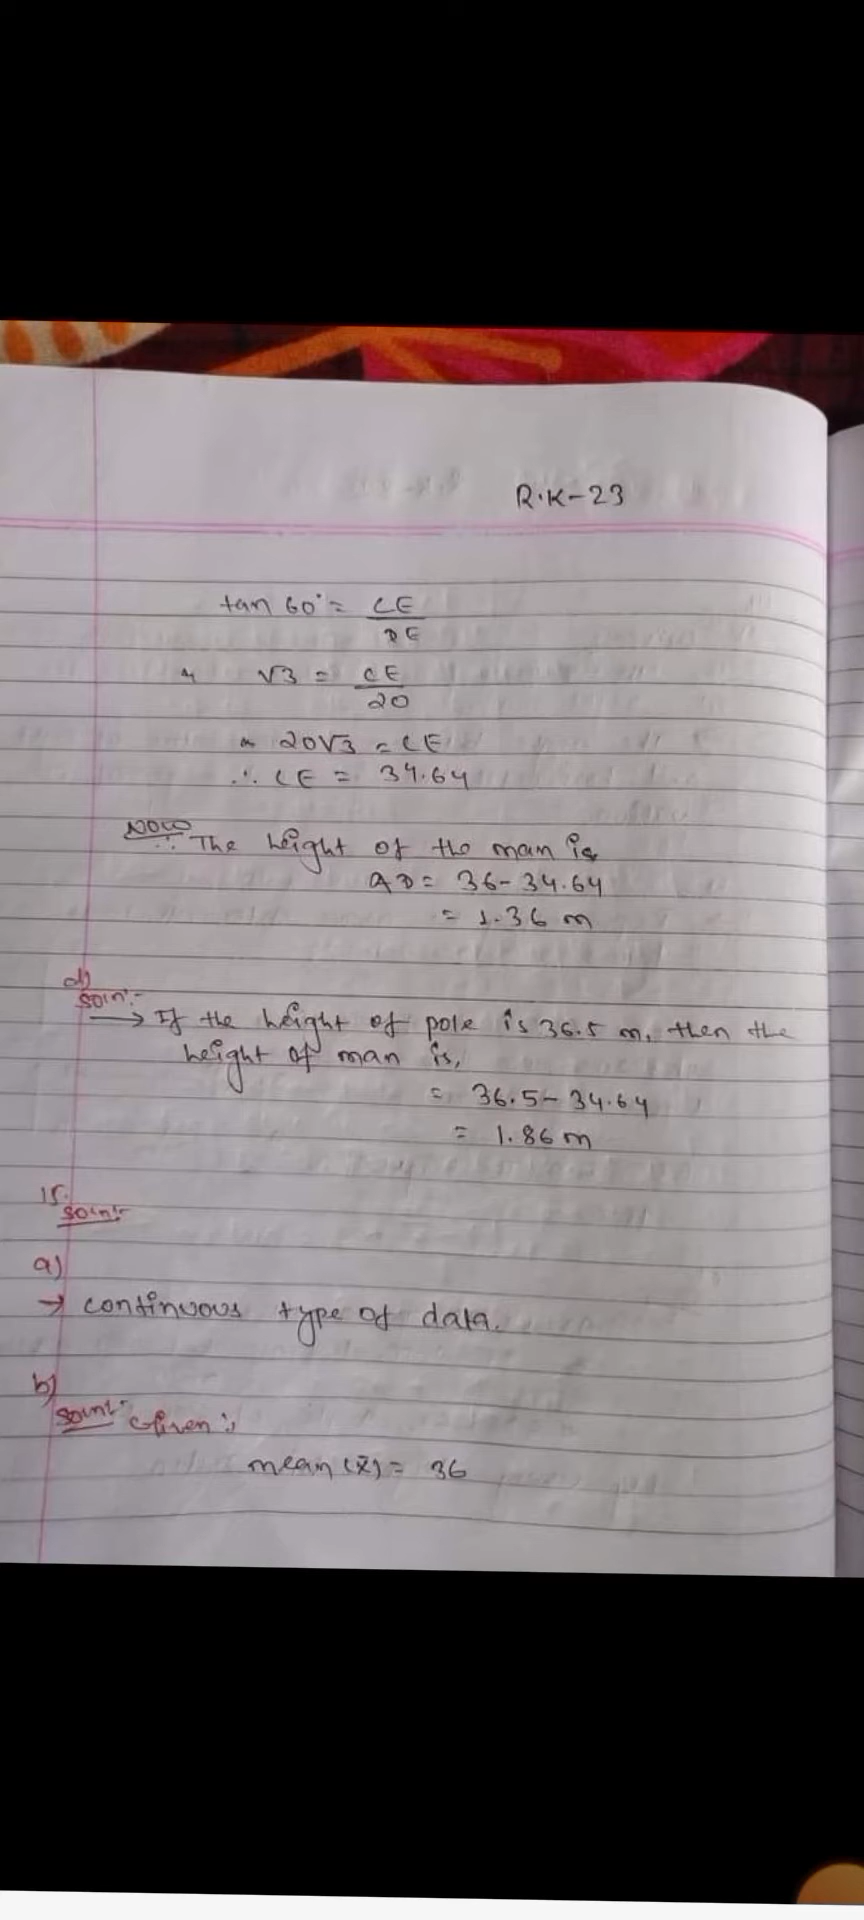 R.K-23
tan 60° = CE
DE
√3 = CE
20
20√3 = CE
∴ CE = 34.64
Now
∴ The height of the man is
AD = 36 - 34.64
= 1.36 m
d)
Soln:-
→ If the height of pole is 36.5 m, then the
height of man is,
= 36.5 - 34.64
= 1.86 m
15.
Soln:-
a)
→ continuous type of data.
b)
Soln:- Given:
mean (x̄) = 36